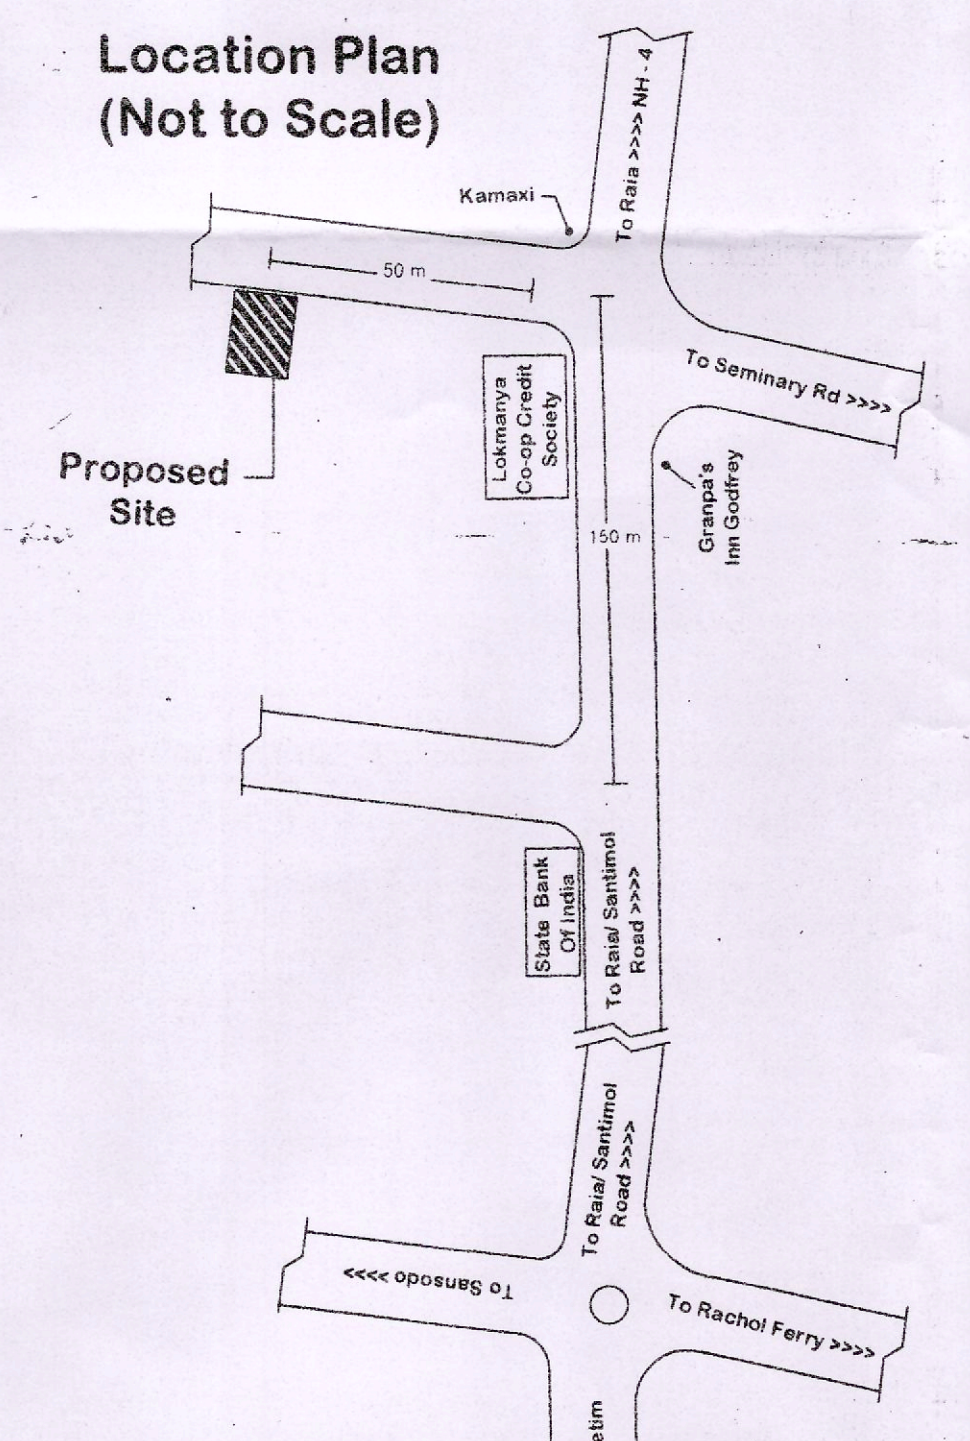 Location Plan
(Not to Scale)
To Raia >>>> NH - 4
Kamaxi
50 m
To Seminary Rd >>>>
Lokmanya
Co-op Credit
Society
Proposed
Site
Granpa's
Inn Godfrey
150 m
State Bank
Of India
To Raia/ Santimol
Road >>>>
To Raia/ Santimol
Road >>>>
To Sansodo >>>>
To Rachol Ferry >>>>